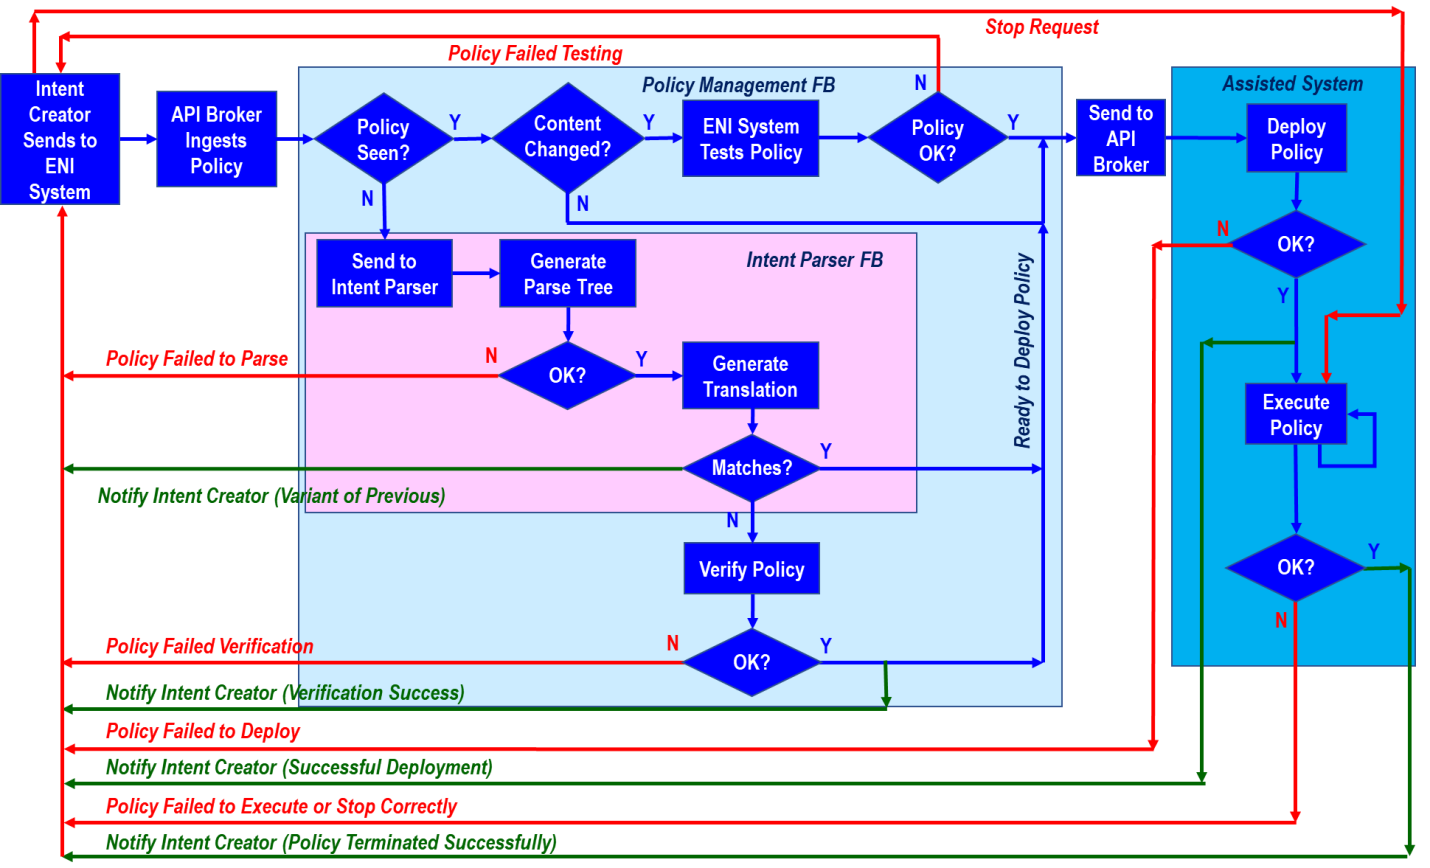 Stop Request
Policy Failed Testing
Intent
Creator
Sends to
ENI
System
API Broker
Ingests
Policy
Policy Management FB
Policy
Seen?
Y
N
Content
Changed?
Y
N
ENI System
Tests Policy
N
Policy
OK?
Y
Send to
API
Broker
Assisted System
Deploy
Policy
N
OK?
Y
Intent Parser FB
Send to
Intent Parser
Generate
Parse Tree
Ready to Deploy Policy
Policy Failed to Parse
N
OK?
Y
Generate
Translation
Execute
Policy
Matches?
Y
Notify Intent Creator (Variant of Previous)
N
Verify Policy
OK?
Y
N
Policy Failed Verification
N
OK?
Y
Notify Intent Creator (Verification Success)
Policy Failed to Deploy
Notify Intent Creator (Successful Deployment)
Policy Failed to Execute or Stop Correctly
Notify Intent Creator (Policy Terminated Successfully)